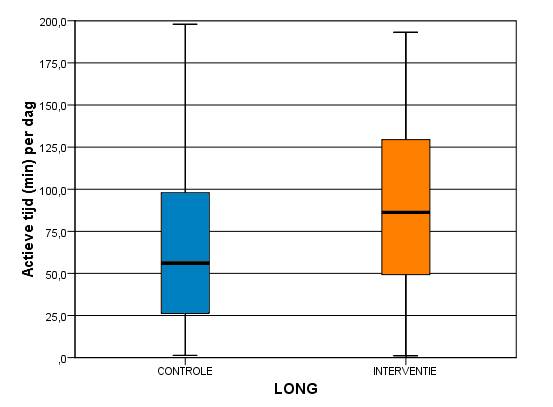 Actieve tijd (min) per dag
200,0
175,0
150,0
125,0
100,0
75,0
50,0
25,0
,0
CONTROLE
INTERVENTIE
LONG